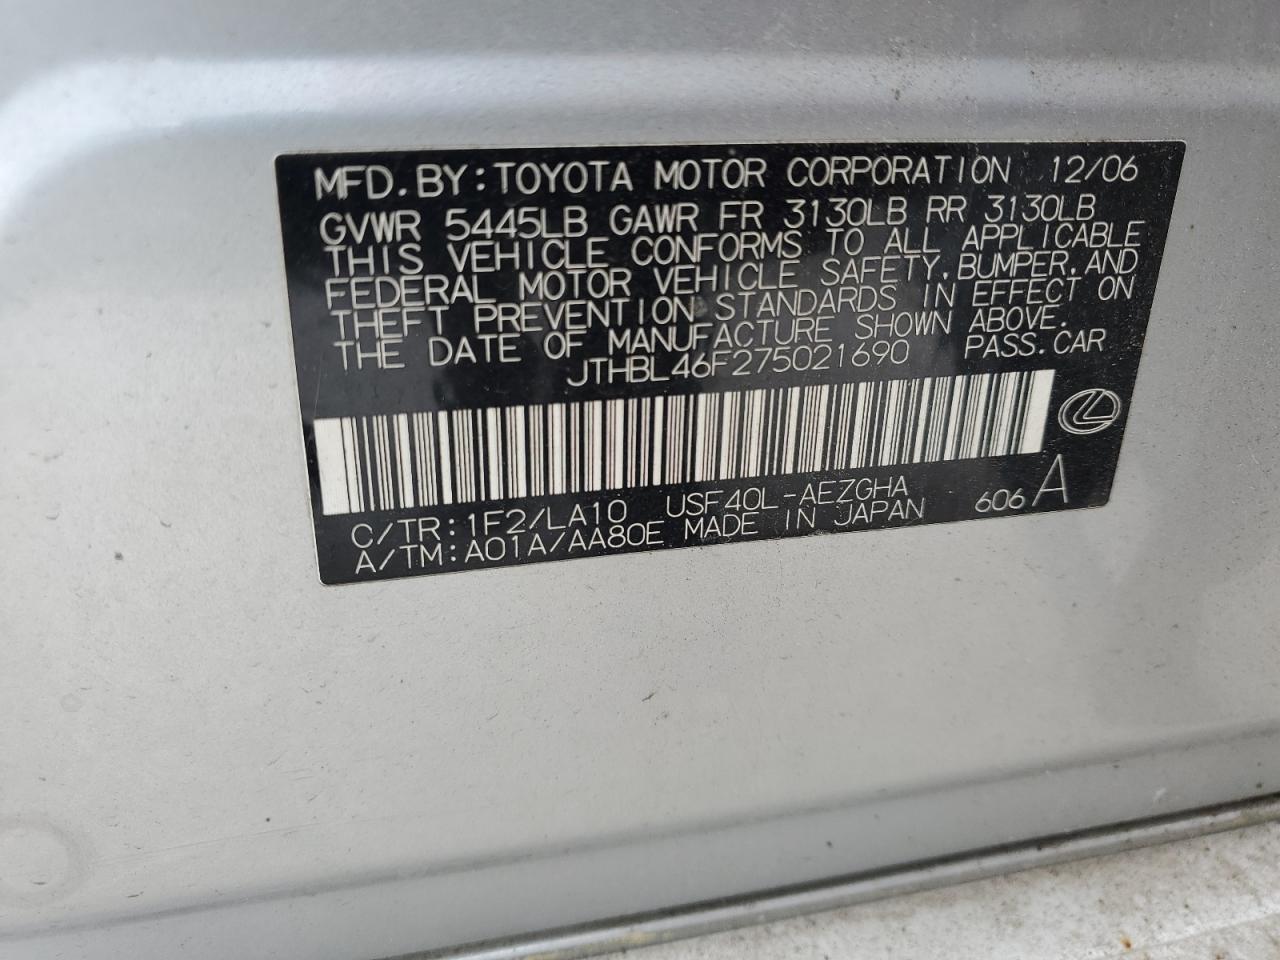 MFD.BY:TOYOTA MOTOR CORPORATION 12/06
GVWR 5445LB GAWR FR 3130LB RR 3130LB
THIS VEHICLE CONFORMS TO ALL APPLICABLE
FEDERAL MOTOR VEHICLE SAFETY, BUMPER, AND
THEFT PREVENTION STANDARDS IN EFFECT ON
THE DATE OF MANUFACTURE SHOWN ABOVE.
JTHBL46F275021690 PASS.CAR
C/TR:1F2/LA10 USF40L-AEZGHA
A/TM:A01A/AA80E MADE IN JAPAN 606 A